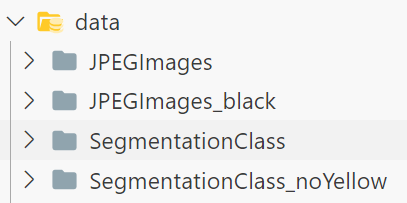 data
JPEGImages
JPEGImages_black
SegmentationClass
SegmentationClass_noYellow